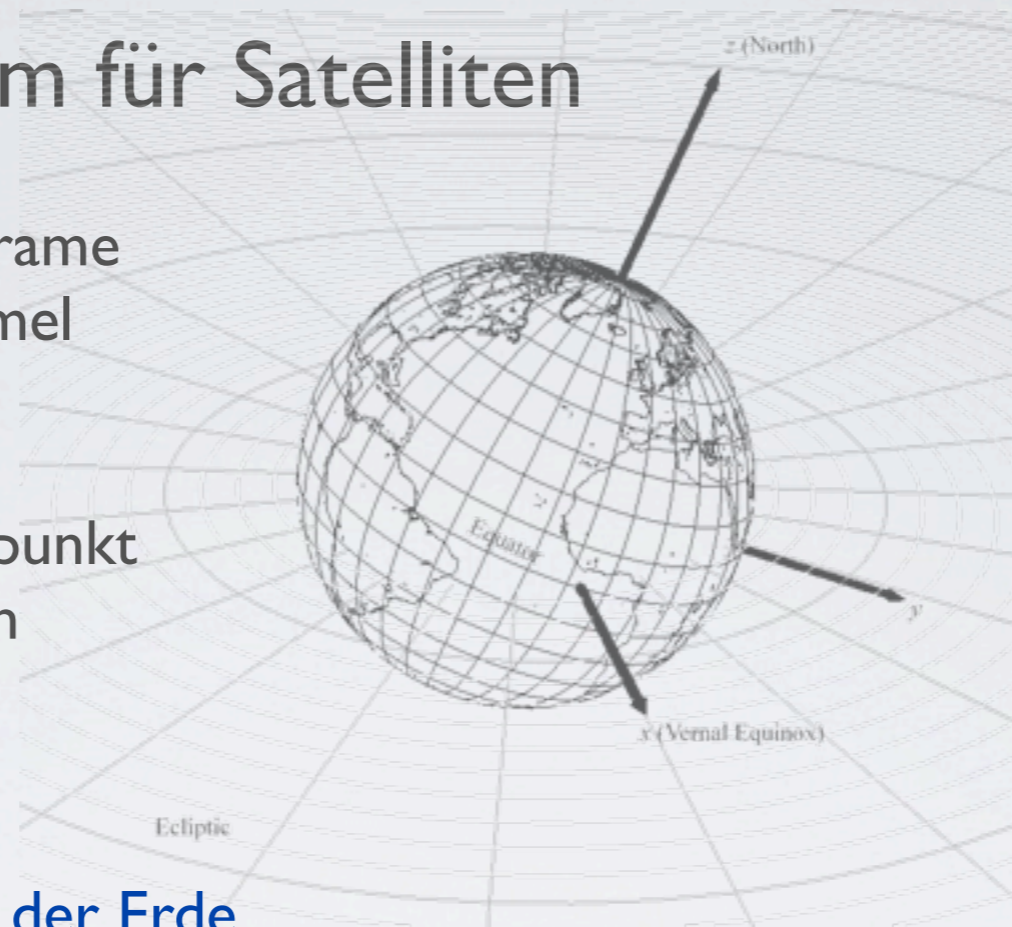 m für Satelliten
z (North)
rame
mel
punkt
Equator
n
y
x (Vernal Equinox)
Ecliptic
der Erde